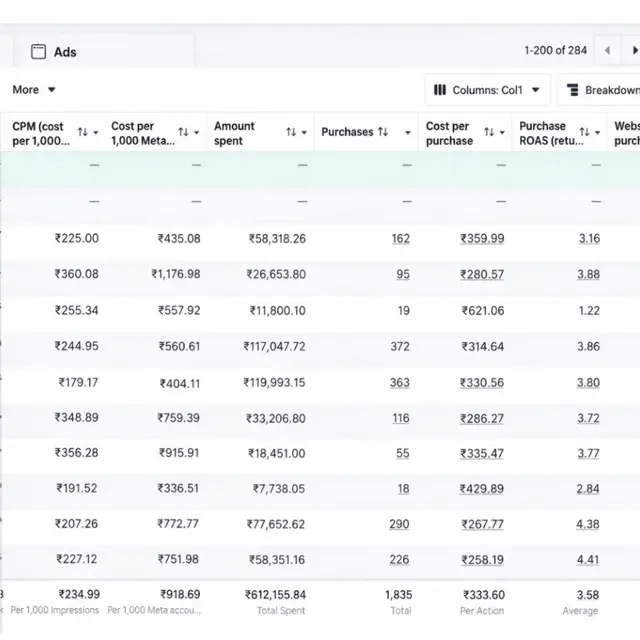 Ads
1-200 of 284
More
Columns: Col1
Breakdown
CPM (cost per 1,000... Cost per 1,000 Meta... Amount spent Purchases Cost per purchase Purchase ROAS (retu... Webs purch
— — — — — —
— — — — — —
₹225.00 ₹435.08 ₹58,318.26 162 ₹359.99 3.16
₹360.08 ₹1,176.98 ₹26,653.80 95 ₹280.57 3.88
₹255.34 ₹557.92 ₹11,800.10 19 ₹621.06 1.22
₹244.95 ₹560.61 ₹117,047.72 372 ₹314.64 3.86
₹179.17 ₹404.11 ₹119,993.15 363 ₹330.56 3.80
₹348.89 ₹759.39 ₹33,206.80 116 ₹286.27 3.72
₹356.28 ₹915.91 ₹18,451.00 55 ₹335.47 3.77
₹191.52 ₹336.51 ₹7,738.05 18 ₹429.89 2.84
₹207.26 ₹772.77 ₹77,652.62 290 ₹267.77 4.38
₹227.12 ₹751.98 ₹58,351.16 226 ₹258.19 4.41
₹234.99 ₹918.69 ₹612,155.84 1,835 ₹333.60 3.58
Per 1,000 Impressions Per 1,000 Meta accou... Total Spent Total Per Action Average